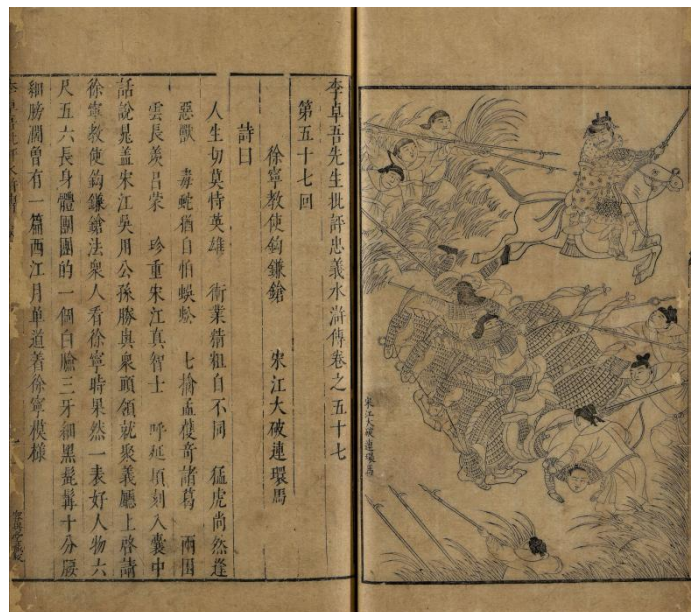 宋江大破連環馬
李卓吾先生批評忠義水滸傳卷之五十七
第五十七回
徐寧教使鉤鎌鎗 宋江大破連環馬
詩曰
人生切莫恃英雄 術業精粗自不同 猛虎尚然逢
惡獸 毒蛇猶自怕蜈蚣 七擒孟獲奇諸葛 兩困
雲長羨呂蒙 珍重宋江真智士 呼延頃刻入囊中
話說晁蓋宋江吳用公孫勝與衆頭領就聚義廳上啓請
徐寧教使鉤鎌鎗法衆人看徐寧時果然一表好人物六
尺五六長身體團團的一個白臉三牙細黑髭髯十分腰
細膀闊曾有一篇西江月單道着徐寧模樣